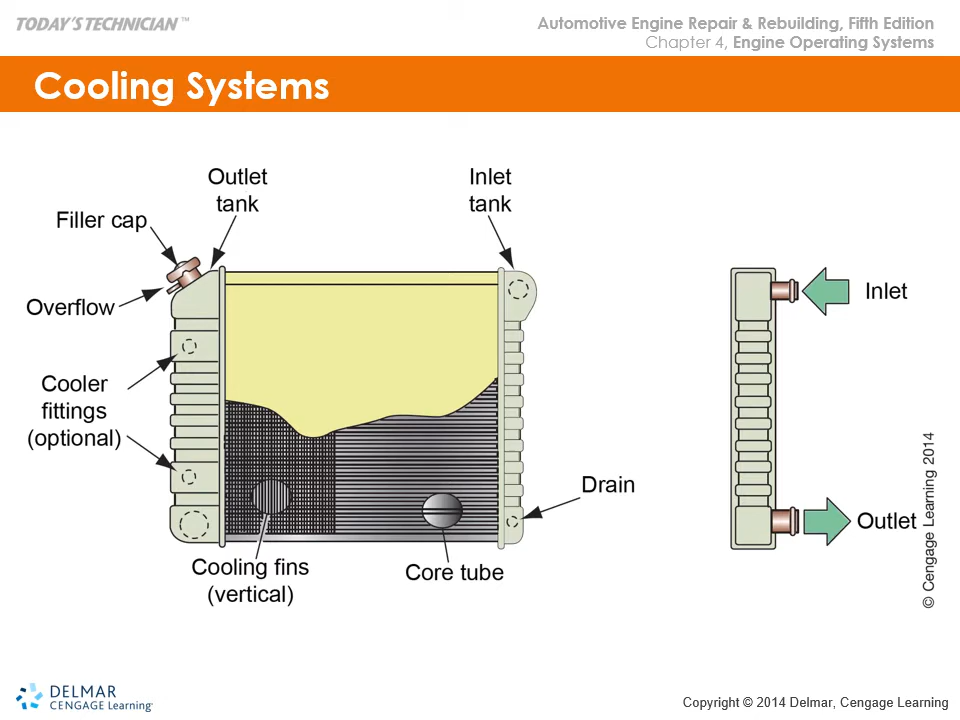 TODAY'S TECHNICIAN™
Automotive Engine Repair & Rebuilding, Fifth Edition
Chapter 4, Engine Operating Systems
Cooling Systems
Outlet
tank
Inlet
tank
Filler cap
Overflow
Cooler
fittings
(optional)
Cooling fins
(vertical)
Core tube
Drain
Inlet
Outlet
© Cengage Learning 2014
DELMAR
CENGAGE Learning
Copyright © 2014 Delmar, Cengage Learning